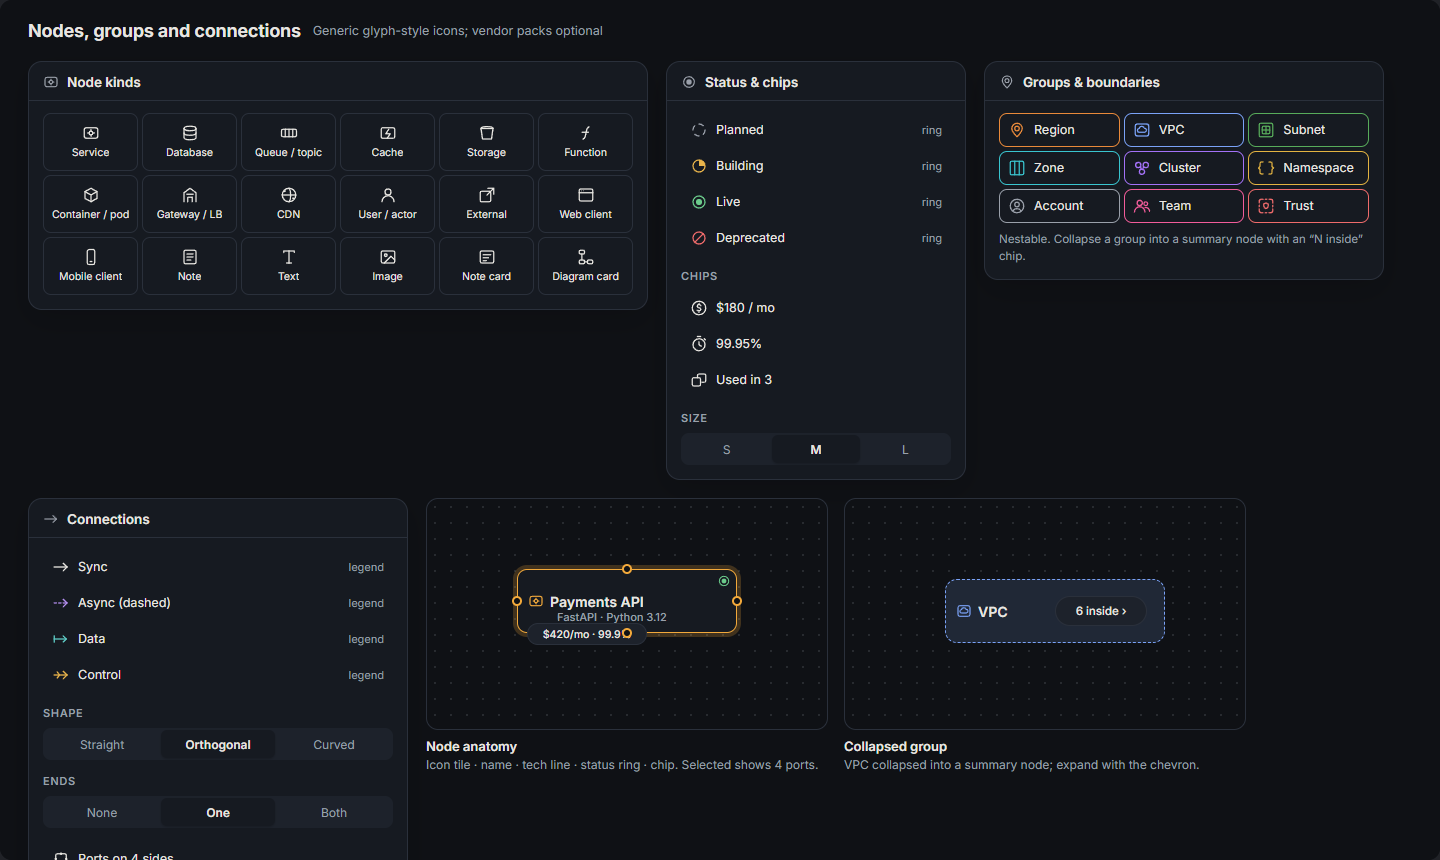 Nodes, groups and connections
Generic glyph-style icons; vendor packs optional
Node kinds
Service
Database
Queue / topic
Cache
Storage
Function
Container / pod
Gateway / LB
CDN
User / actor
External
Web client
Mobile client
Note
Text
Image
Note card
Diagram card
Status & chips
Planned
ring
Building
ring
Live
ring
Deprecated
ring
CHIPS
$180 / mo
99.95%
Used in 3
SIZE
S
M
L
Groups & boundaries
Region
VPC
Subnet
Zone
Cluster
Namespace
Account
Team
Trust
Nestable. Collapse a group into a summary node with an “N inside”
chip.
Connections
Sync
legend
Async (dashed)
legend
Data
legend
Control
legend
SHAPE
Straight
Orthogonal
Curved
ENDS
None
One
Both
Ports on 4 sides
Payments API
FastAPI · Python 3.12
$420/mo · 99.9
Node anatomy
Icon tile · name · tech line · status ring · chip. Selected shows 4 ports.
VPC
6 inside ›
Collapsed group
VPC collapsed into a summary node; expand with the chevron.